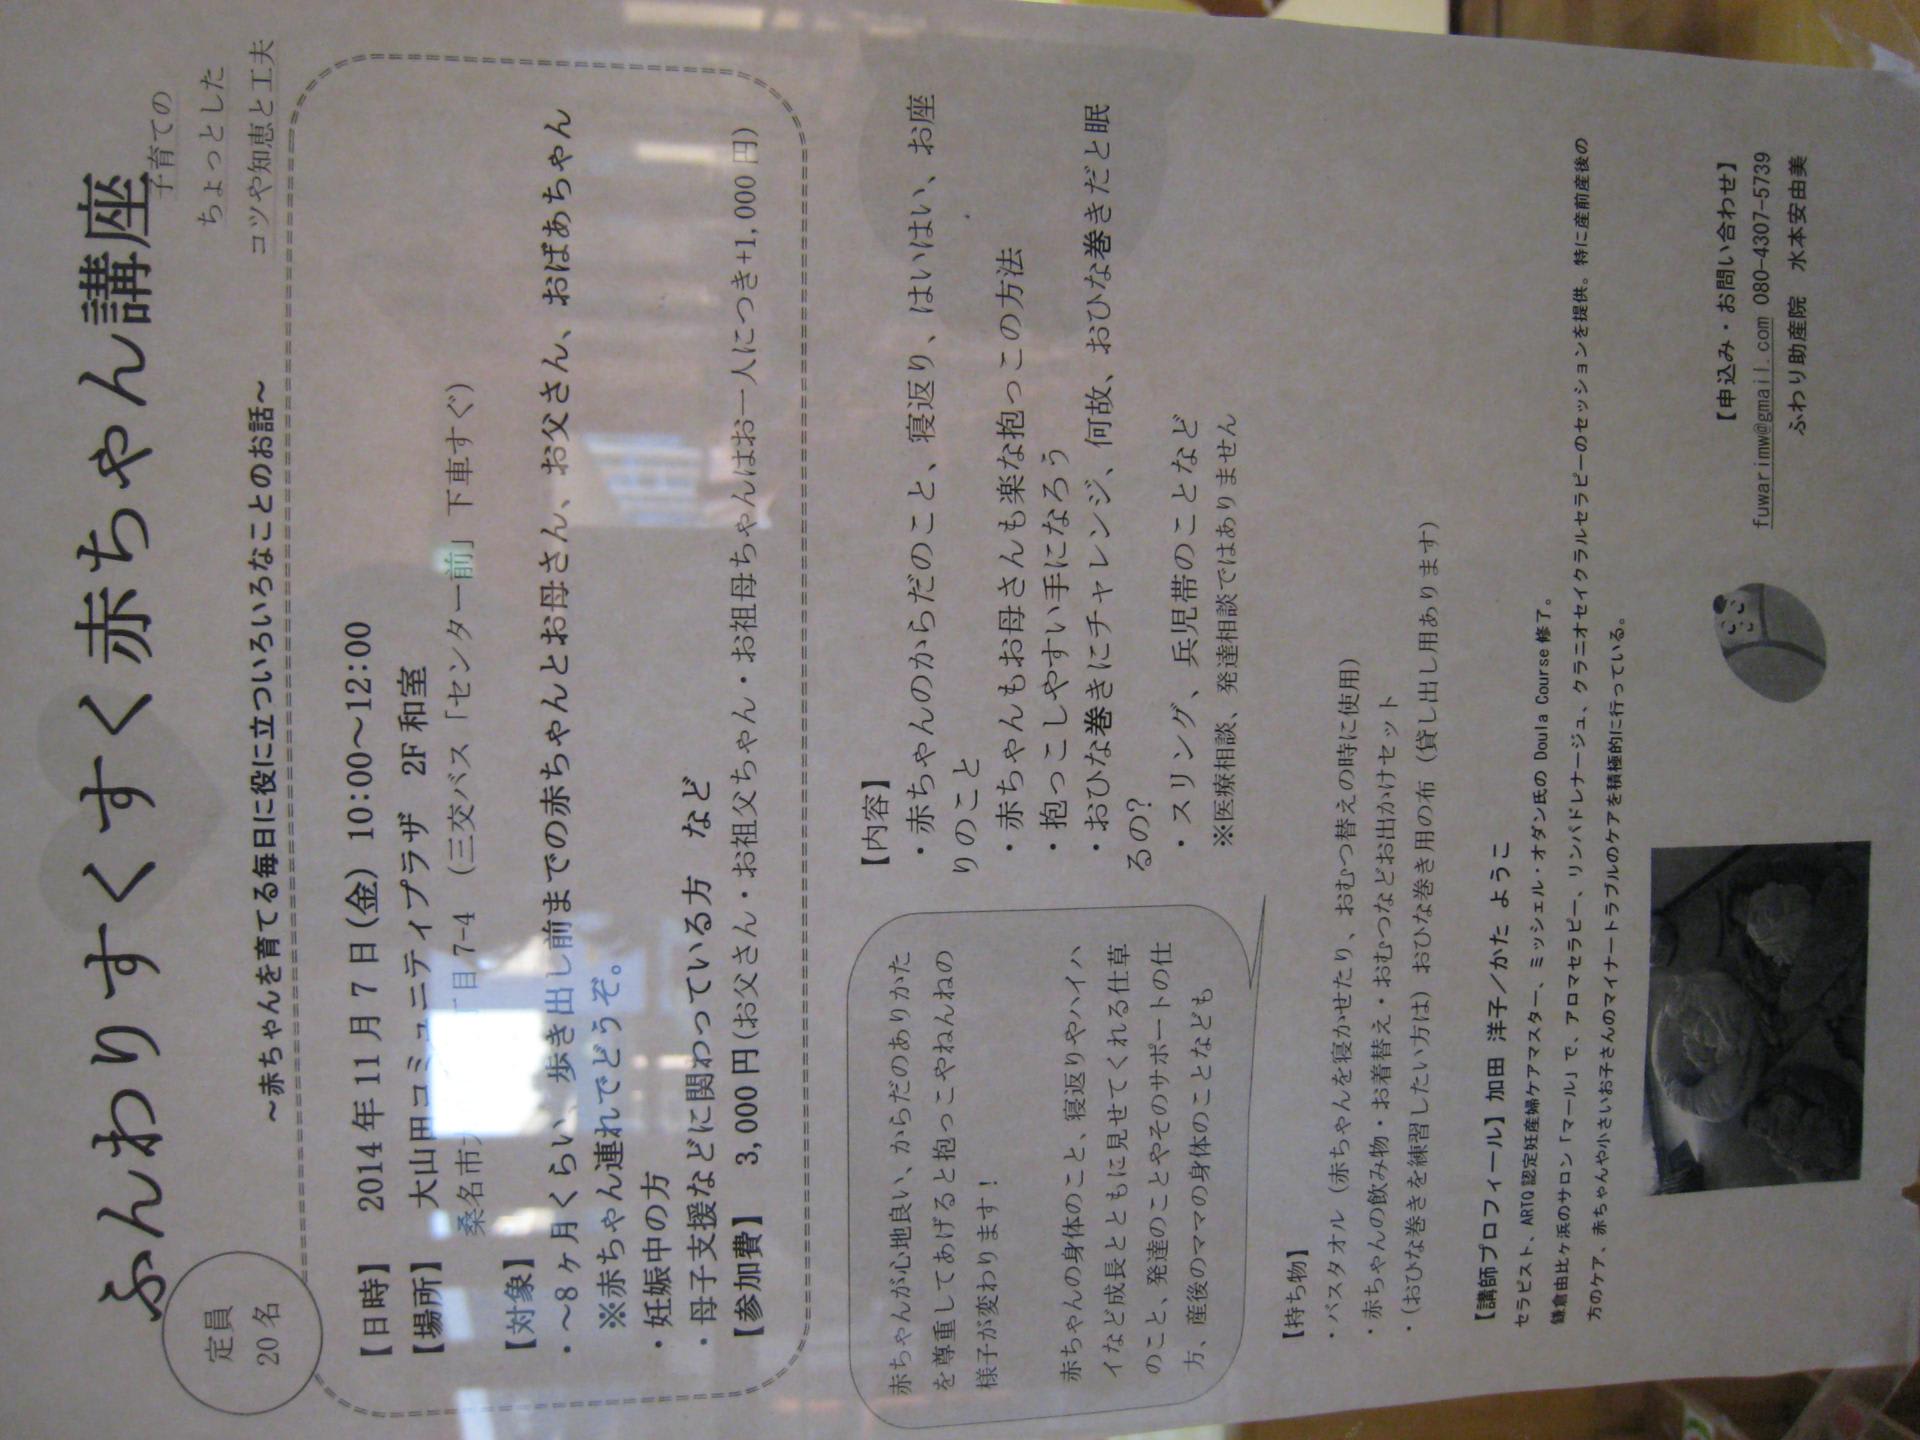 ふんわりすくすく赤ちゃん講座
子育ての
ちょっとした
コツや知恵と工夫
定員
20名
～赤ちゃんを育てる毎日に役に立ついろいろなことのお話～
【日時】 2014年11月7日(金) 10:00～12:00
【場所】 大山田コミュニティプラザ 2F和室
桑名市 目 7-4 (三交バス「センター前」下車すぐ)
【対象】
・～8ヶ月くらい、歩き出し前までの赤ちゃんとお母さん、お父さん、おばあちゃん
※赤ちゃん連れでどうぞ。
・妊娠中の方
・母子支援などに関わっている方 など
【参加費】 3,000円(お父さん・お祖父ちゃん・お祖母ちゃんはお一人につき+1,000円)
赤ちゃんが心地良い、からだのありかた
を尊重してあげると抱っこやねんねの
様子が変わります！
赤ちゃんの身体のこと、寝返りやハイハ
イなど成長とともに見せてくれる仕草
のこと、発達のことやそのサポートの仕
方、産後のママの身体のことなども
【内容】
・赤ちゃんのからだのこと、寝返り、はいはい、お座
りのこと
・赤ちゃんもお母さんも楽な抱っこの方法
・抱っこしやすい手になろう
・おひな巻きにチャレンジ、何故、おひな巻きだと眠
るの？
・スリング、兵児帯のことなど
※医療相談、発達相談ではありません
【持ち物】
・バスタオル (赤ちゃんを寝かせたり、おむつ替えの時に使用)
・赤ちゃんの飲み物・お着替え・おむつなどお出かけセット
・(おひな巻きを練習したい方は) おひな巻き用の布 (貸し出し用あります)
【講師プロフィール】加田 洋子／かた ようこ
セラピスト、ARTQ認定妊産婦ケアマスター、ミッシェル・オダン氏の Doula Course 修了。
鎌倉由比ヶ浜のサロン「マール」で、アロマセラピー、リンパドレナージュ、クラニオセイクラルセラピーのセッションを提供。特に産前産後の
方のケア、赤ちゃんや小さいお子さんのマイナートラブルのケアを積極的に行っている。
【申込み・お問い合わせ】
fuwarimw@gmail.com 080-4307-5739
ふわり助産院 水本安由美